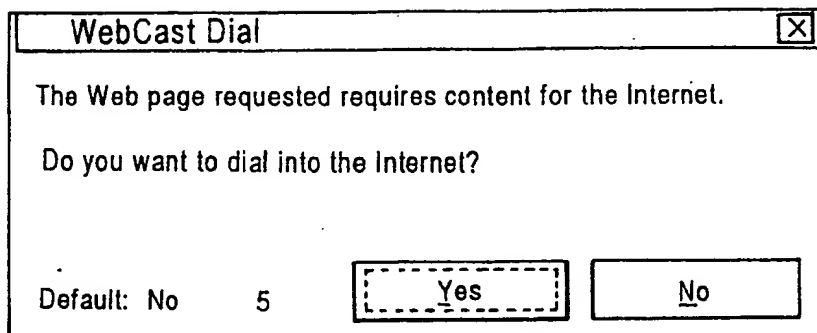 WebCast Dial
The Web page requested requires content for the Internet.
Do you want to dial into the Internet?
Default: No 5 Yes No